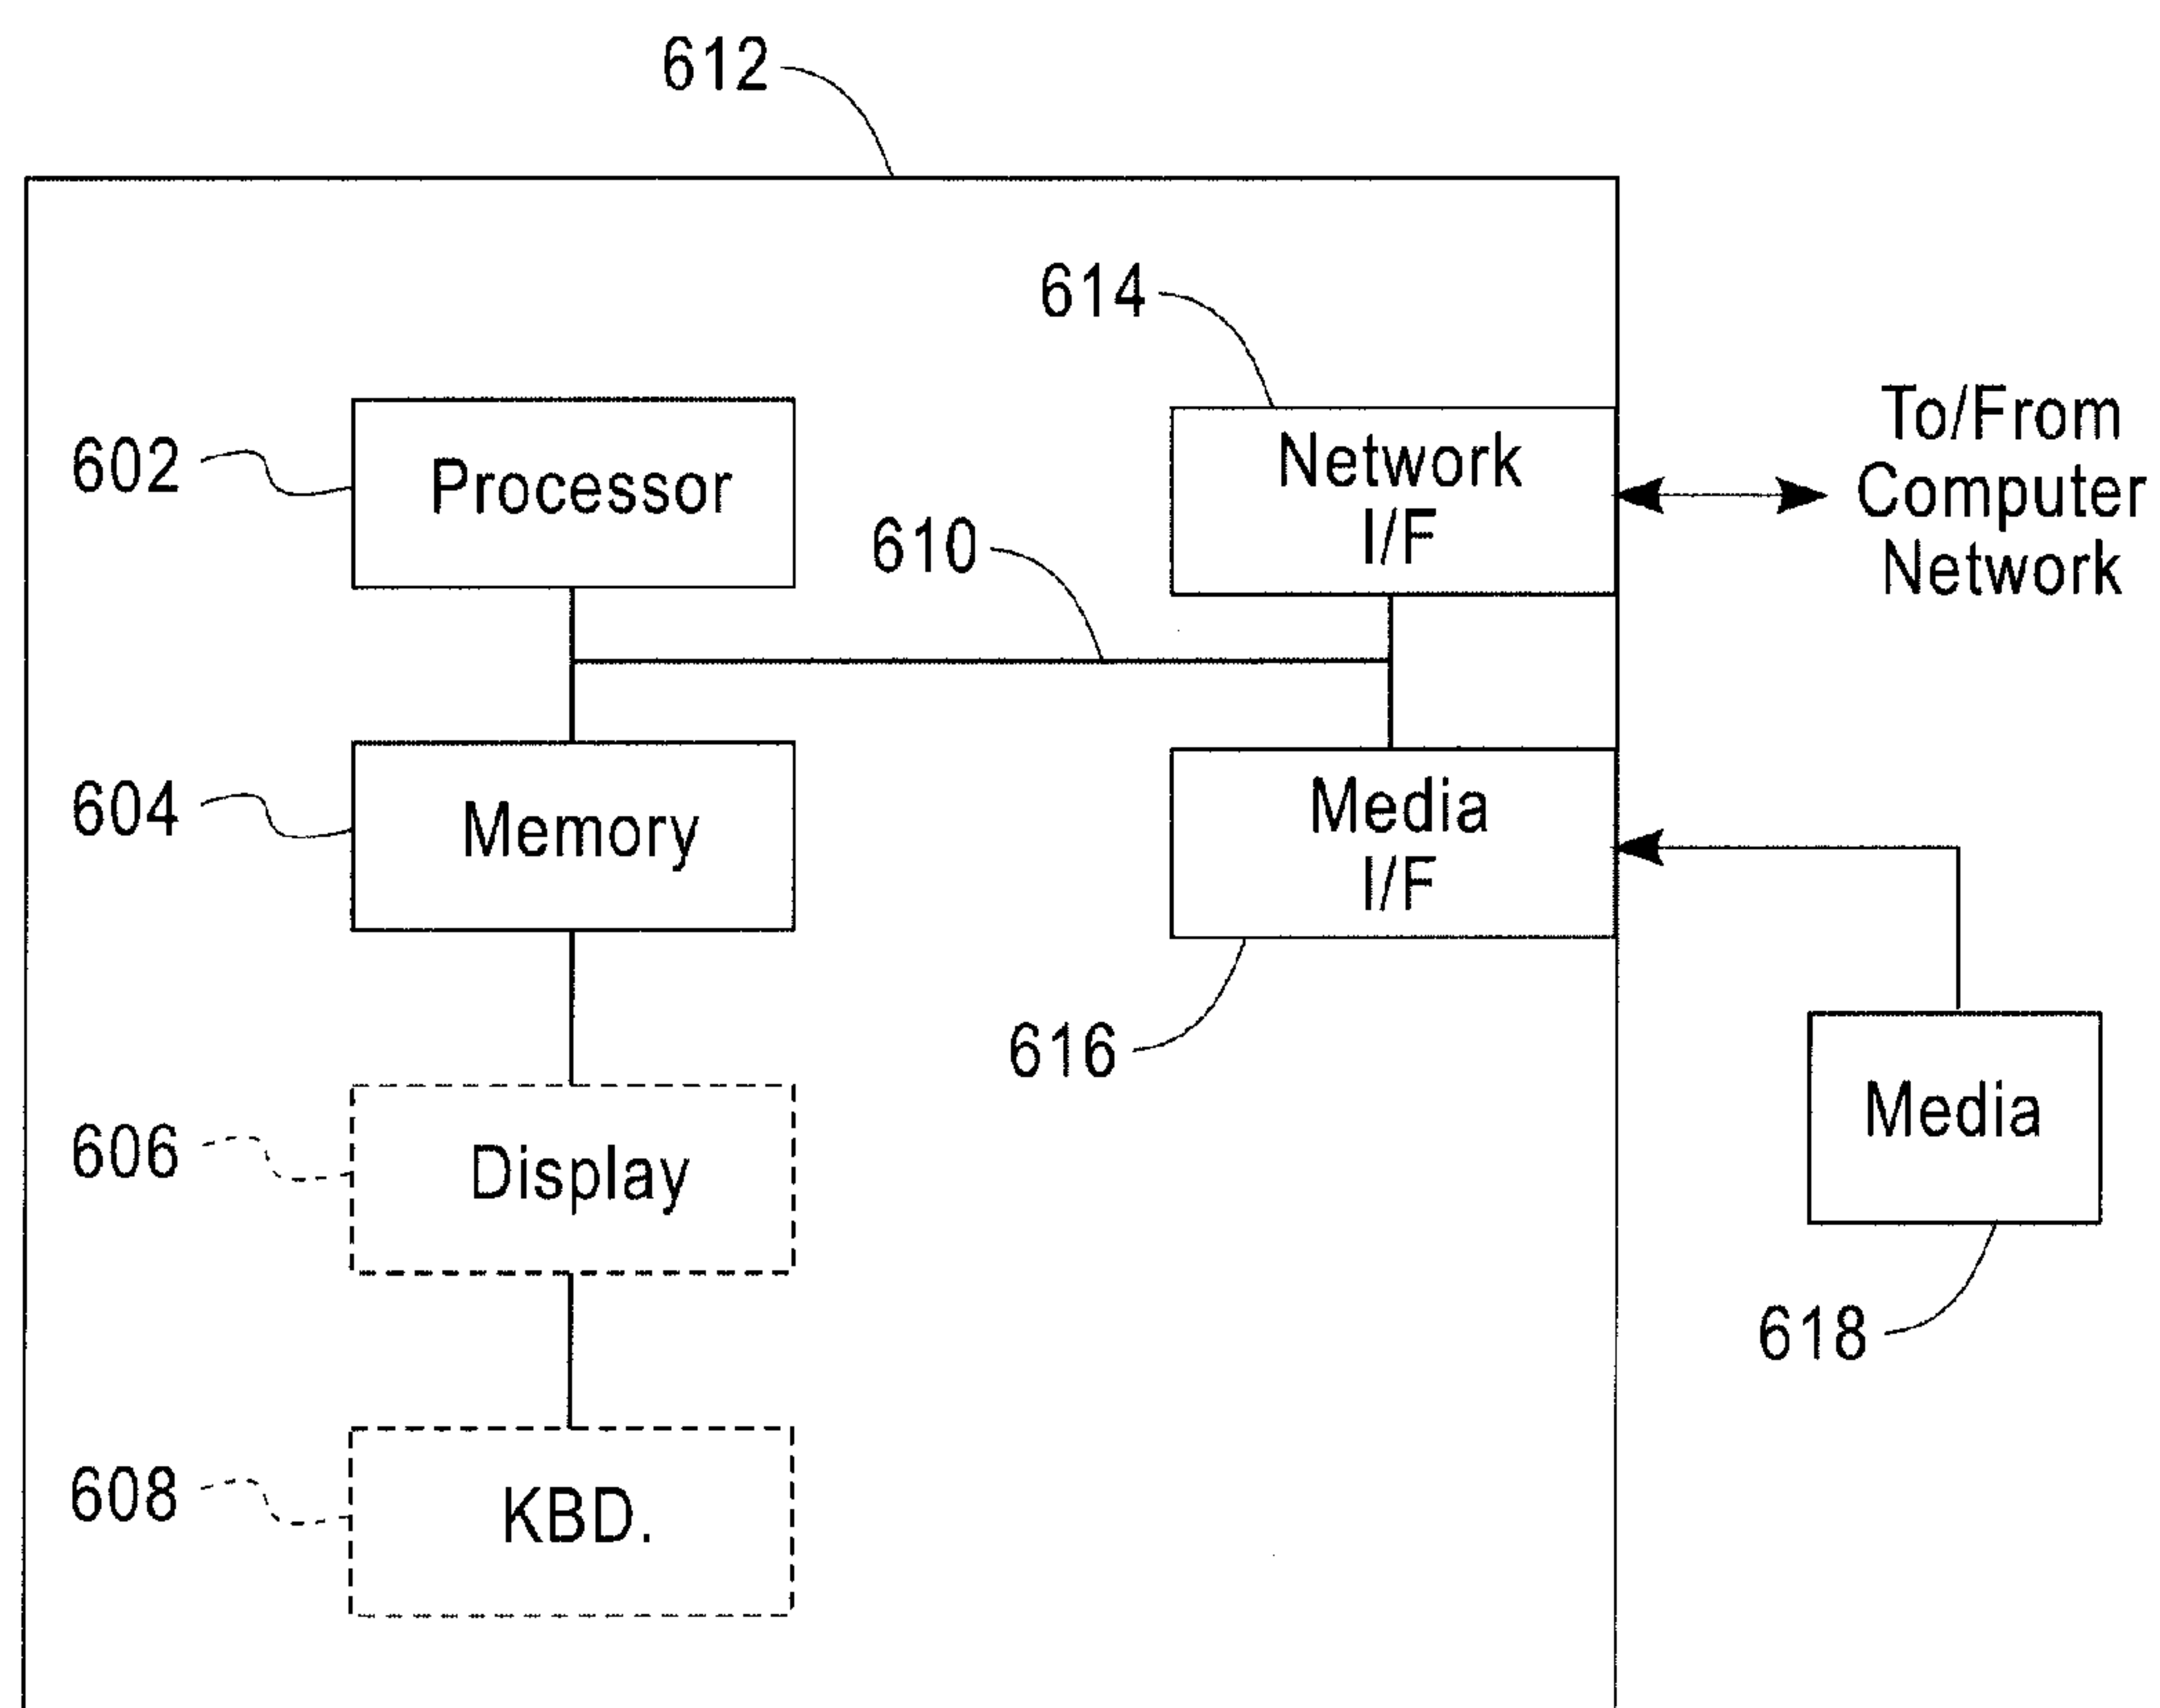 612
614
602
Processor
Network
I/F
To/From
Computer
Network
610
604
Memory
Media
I/F
616
606
Display
Media
618
608
KBD.